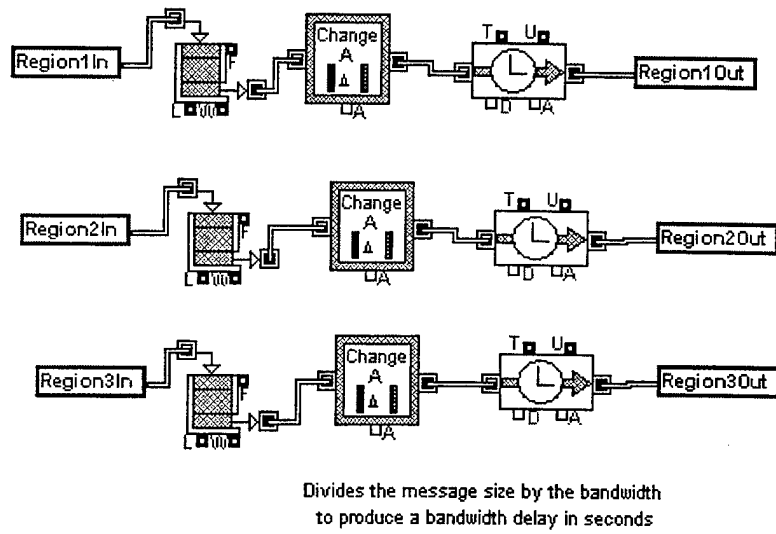 T U
Change
A
Region1In F Region1Out
L W A D A
T U
Change
A
Region2In F Region2Out
L W A D A
T U
Change
A
Region3In F Region3Out
L W A D A
Divides the message size by the bandwidth
to produce a bandwidth delay in seconds